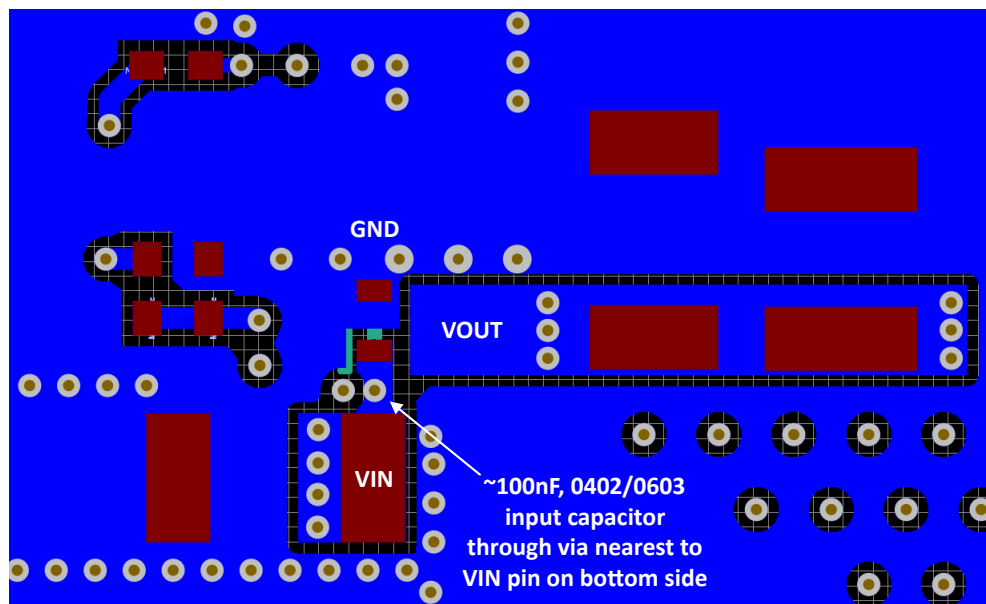 GND
VOUT
VIN
~100nF, 0402/0603
input capacitor
through via nearest to
VIN pin on bottom side